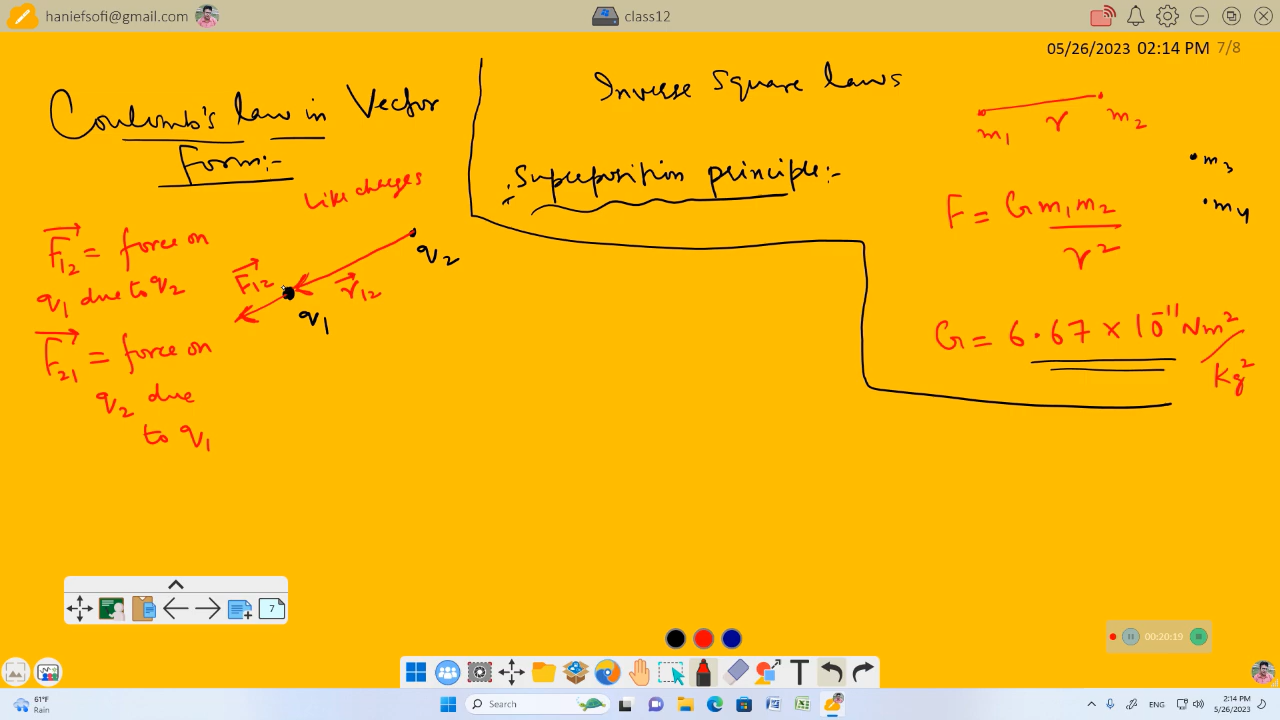 haniefsofi@gmail.com
class12
05/26/2023 02:14 PM 7/8
Coulomb's law in Vector
Form:-
Like charges
F₁₂ = force on
q₁ due to q₂
F₂₁ = force on
q₂ due
to q₁
F₁₂
r₁₂
q₂
q₁
Inverse Square laws
Superposition principle:-
m₁ r m₂
m₃
m₄
F = G m₁ m₂
r²
G = 6.67 × 10⁻¹¹ Nm²/
Kg²
7
00:20:19
T
61°F
Rain
Search
ENG
2:14 PM
5/26/2023